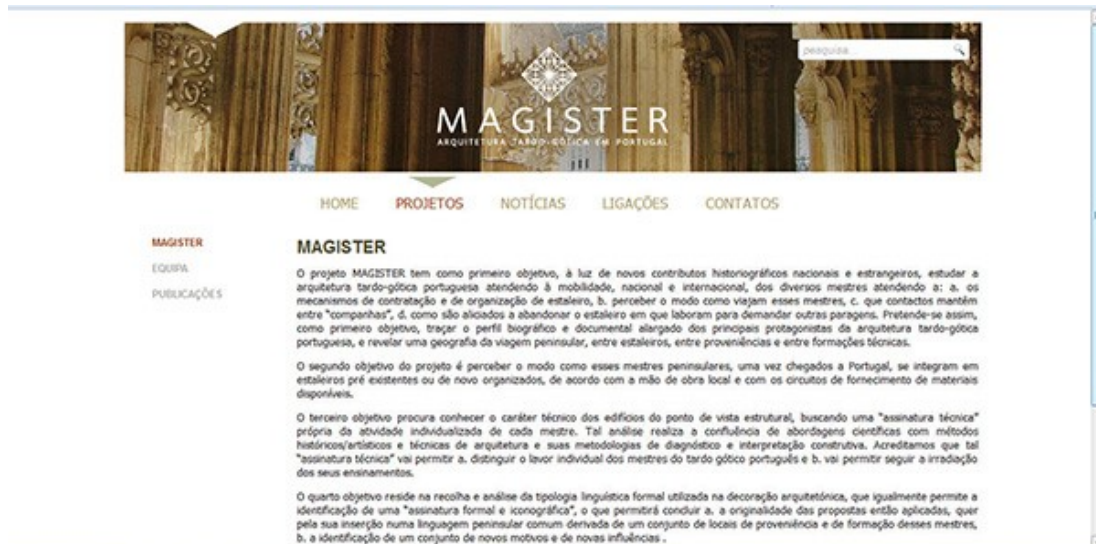 pesquisa...
MAGISTER
ARQUITETURA TARDO-GÓTICA EM PORTUGAL
HOME PROJETOS NOTÍCIAS LIGAÇÕES CONTATOS
MAGISTER
EQUIPA
PUBLICAÇÕES
MAGISTER
O projeto MAGISTER tem como primeiro objetivo, à luz de novos contributos historiográficos nacionais e estrangeiros, estudar a
arquitetura tardo-gótica portuguesa atendendo à mobilidade, nacional e internacional, dos diversos mestres atendendo a: a. os
mecanismos de contratação e de organização de estaleiro, b. perceber o modo como viajam esses mestres, c. que contactos mantêm
entre "companhas", d. como são aliciados a abandonar o estaleiro em que laboram para demandar outras paragens. Pretende-se assim,
como primeiro objetivo, traçar o perfil biográfico e documental alargado dos principais protagonistas da arquitetura tardo-gótica
portuguesa, e revelar uma geografia da viagem peninsular, entre estaleiros, entre proveniências e entre formações técnicas.
O segundo objetivo do projeto é perceber o modo como esses mestres peninsulares, uma vez chegados a Portugal, se integram em
estaleiros pré existentes ou de novo organizados, de acordo com a mão de obra local e com os circuitos de fornecimento de materiais
disponíveis.
O terceiro objetivo procura conhecer o caráter técnico dos edifícios do ponto de vista estrutural, buscando uma "assinatura técnica"
própria da atividade individualizada de cada mestre. Tal análise realiza a confluência de abordagens científicas com métodos
históricos/artísticos e técnicas de arquitetura e suas metodologias de diagnóstico e interpretação construtiva. Acreditamos que tal
"assinatura técnica" vai permitir a. distinguir o lavor individual dos mestres do tardo gótico português e b. vai permitir seguir a irradiação
dos seus ensinamentos.
O quarto objetivo reside na recolha e análise da tipologia linguística formal utilizada na decoração arquitetónica, que igualmente permite a
identificação de uma "assinatura formal e iconográfica", o que permitirá concluir a. a originalidade das propostas então aplicadas, quer
pela sua inserção numa linguagem peninsular comum derivada de um conjunto de locais de proveniência e de formação desses mestres,
b. a identificação de um conjunto de novos motivos e de novas influências .